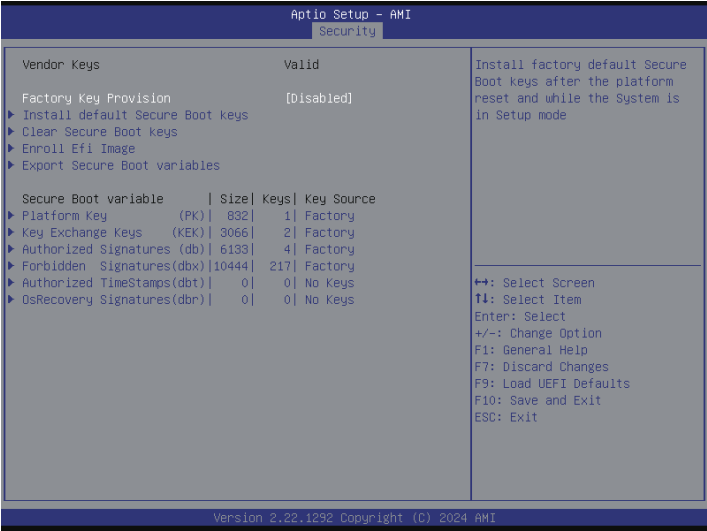 Aptio Setup – AMI
Security
Vendor Keys Valid
Factory Key Provision [Disabled]
Install default Secure Boot keys
Clear Secure Boot keys
Enroll Efi Image
Export Secure Boot variables
Secure Boot variable | Size| Keys| Key Source
Platform Key (PK)| 832| 1| Factory
Key Exchange Keys (KEK)| 3066| 2| Factory
Authorized Signatures (db)| 6133| 4| Factory
Forbidden Signatures(dbx)|10444| 217| Factory
Authorized TimeStamps(dbt)| 0| 0| No Keys
OsRecovery Signatures(dbr)| 0| 0| No Keys
Install factory default Secure
Boot keys after the platform
reset and while the System is
in Setup mode
↔: Select Screen
↑↓: Select Item
Enter: Select
+/-: Change Option
F1: General Help
F7: Discard Changes
F9: Load UEFI Defaults
F10: Save and Exit
ESC: Exit
Version 2.22.1292 Copyright (C) 2024 AMI